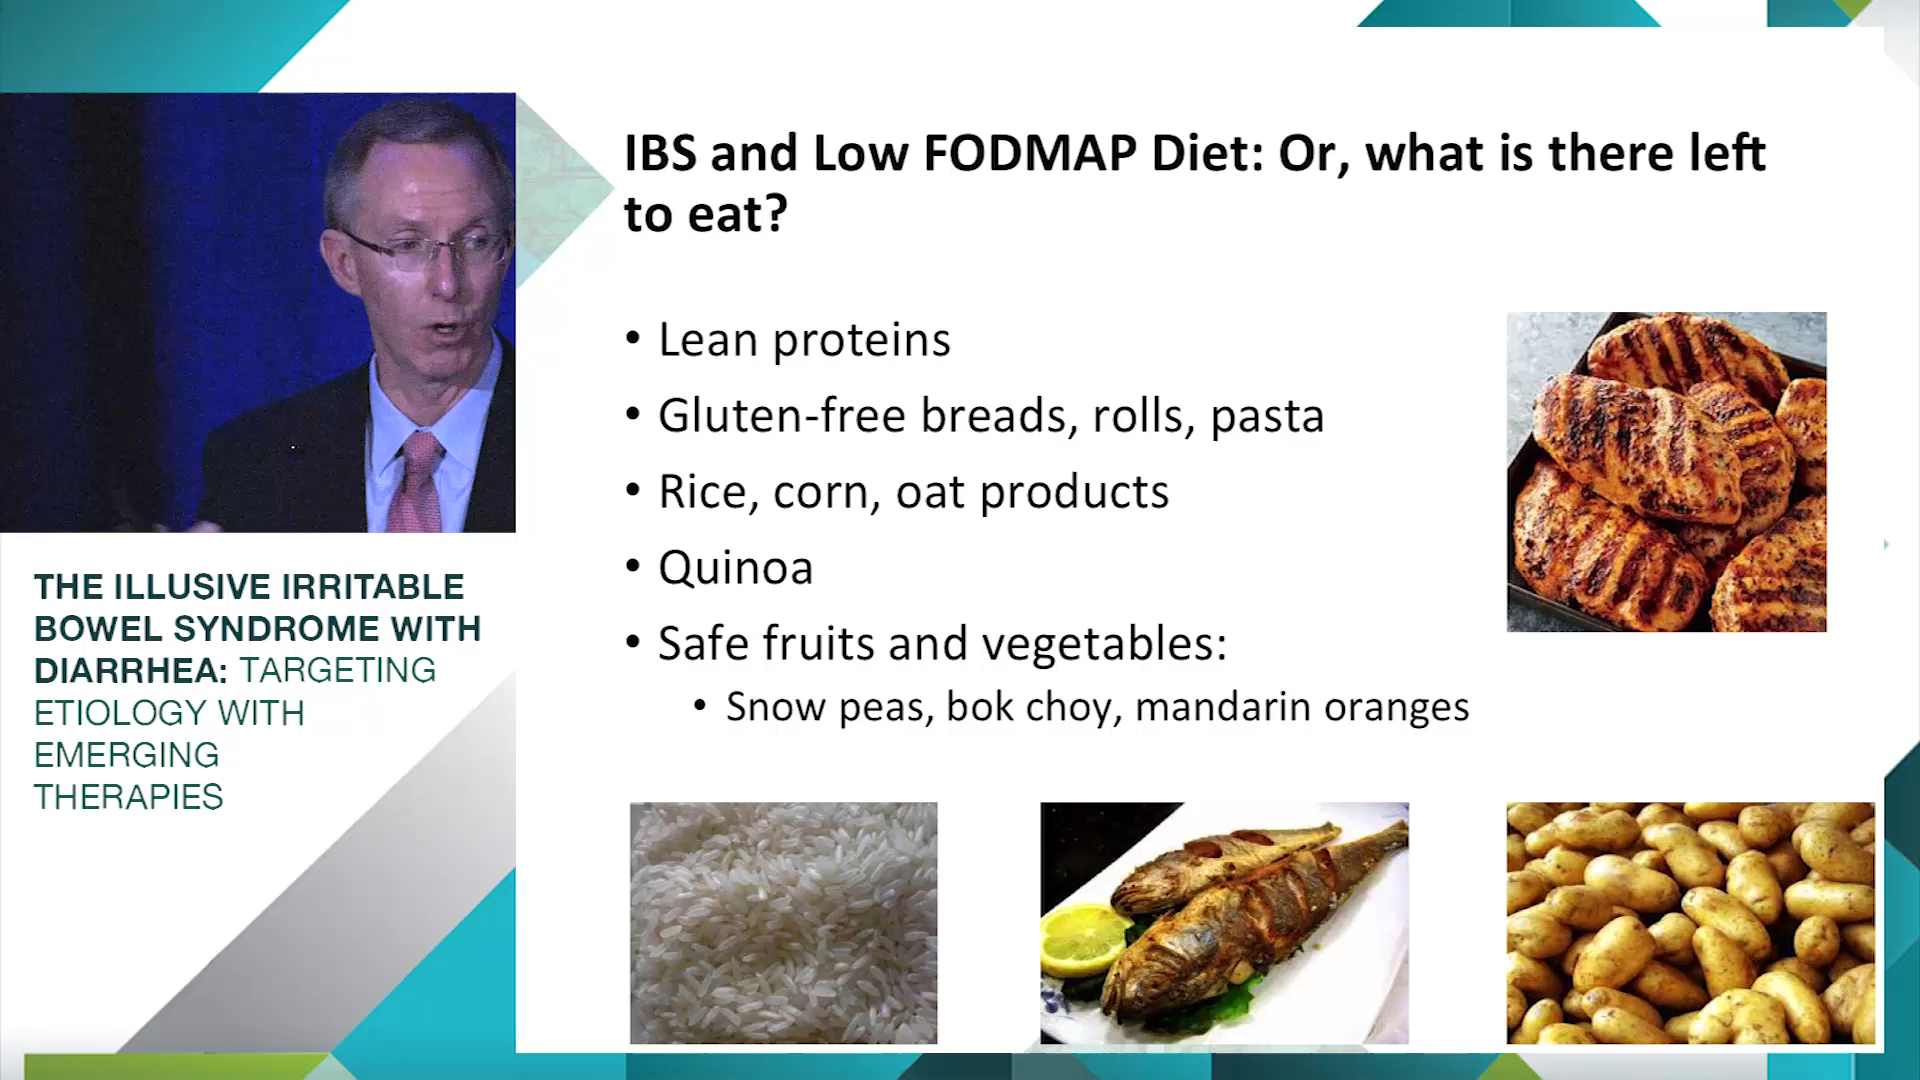 IBS and Low FODMAP Diet: Or, what is there left
to eat?
• Lean proteins
• Gluten-free breads, rolls, pasta
• Rice, corn, oat products
• Quinoa
• Safe fruits and vegetables:
• Snow peas, bok choy, mandarin oranges
THE ILLUSIVE IRRITABLE
BOWEL SYNDROME WITH
DIARRHEA: TARGETING
ETIOLOGY WITH
EMERGING
THERAPIES